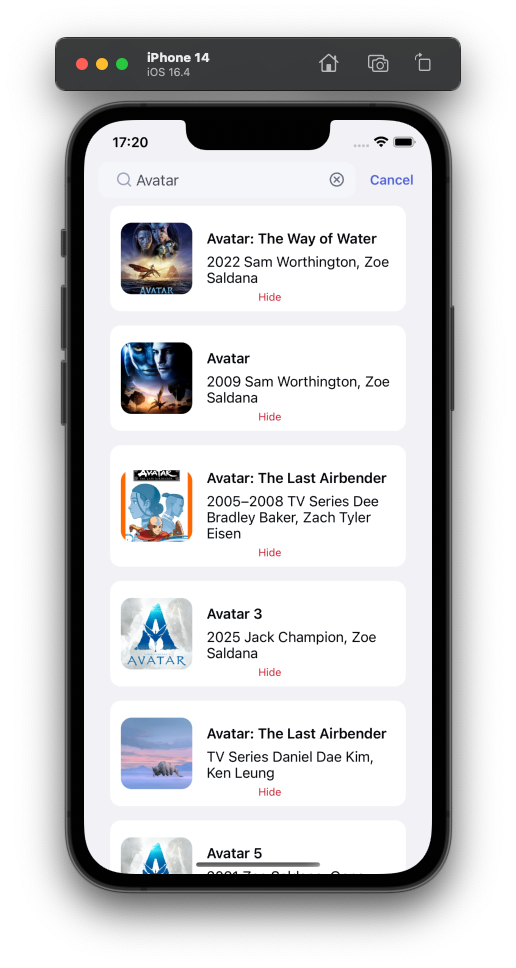 iPhone 14
iOS 16.4
17:20
Avatar
Cancel
AVATAR
Avatar: The Way of Water
2022 Sam Worthington, Zoe
Saldana
Hide
Avatar
2009 Sam Worthington, Zoe
Saldana
Hide
AVATAR
Avatar: The Last Airbender
2005–2008 TV Series Dee
Bradley Baker, Zach Tyler
Eisen
Hide
AVATAR
Avatar 3
2025 Jack Champion, Zoe
Saldana
Hide
Avatar: The Last Airbender
TV Series Daniel Dae Kim,
Ken Leung
Hide
Avatar 5